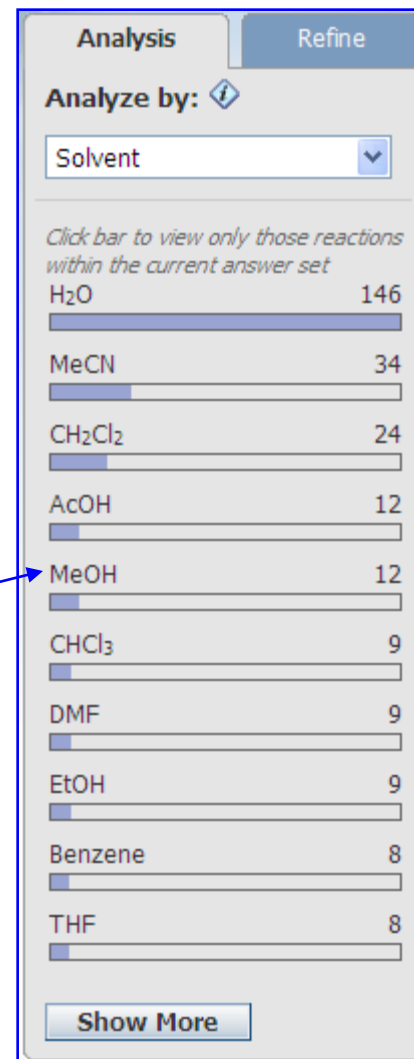 Analysis Refine
Analyze by:
Solvent
Click bar to view only those reactions
within the current answer set
H₂O 146
MeCN 34
CH₂Cl₂ 24
AcOH 12
MeOH 12
CHCl₃ 9
DMF 9
EtOH 9
Benzene 8
THF 8
Show More